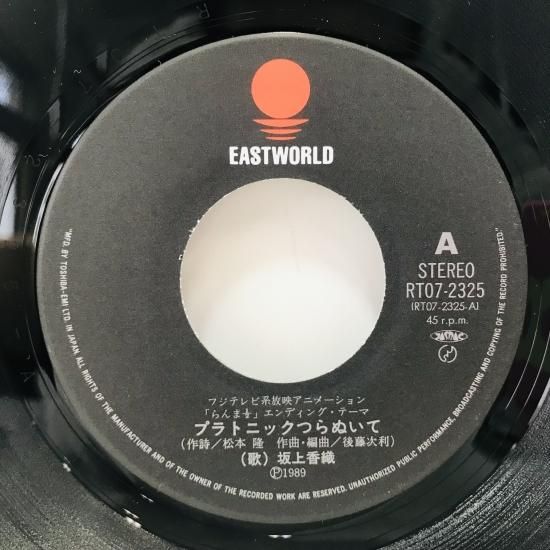 EASTWORLD
A
STEREO
RT07-2325
(RT07-2325-A)
45 r.p.m.
フジテレビ系放映アニメーション
「らんま½」エンディング・テーマ
プラトニックつらぬいて
(作詩／松本 隆 作曲・編曲／後藤次利)
(歌) 坂上香織
Ⓟ1989
"MFD. BY TOSHIBA-EMI LTD. IN JAPAN. ALL RIGHTS OF THE MANUFACTURER AND OF THE OWNER OF THE RECORDED WORK ARE RESERVED. UNAUTHORIZED PUBLIC PERFORMANCE, BROADCASTING AND COPYING OF THE RECORD PROHIBITED."